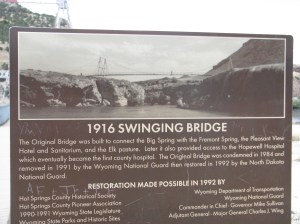 1916 SWINGING BRIDGE
The Original Bridge was built to connect the Big Spring with the Fremont Spring, the Pleasant View
Hotel and Sanitarium, and the Elk pasture. Later it also provided access to the Hopewell Hospital
which eventually become the first county hospital. The Original Bridge was condemned in 1984 and
removed in 1991 by the Wyoming National Guard then restored in 1992 by the North Dakota
National Guard.
RESTORATION MADE POSSIBLE IN 1992 BY
Hot Springs County Historical Society
Hot Springs County Pioneer Association
1990-1991 Wyoming State Legislature
Wyoming State Parks and Historic Sites
Wyoming Department of Transportation
Wyoming National Guard
Commander in Chief- Governor Mike Sullivan
Adjutant General- Major General Charles J. Wing